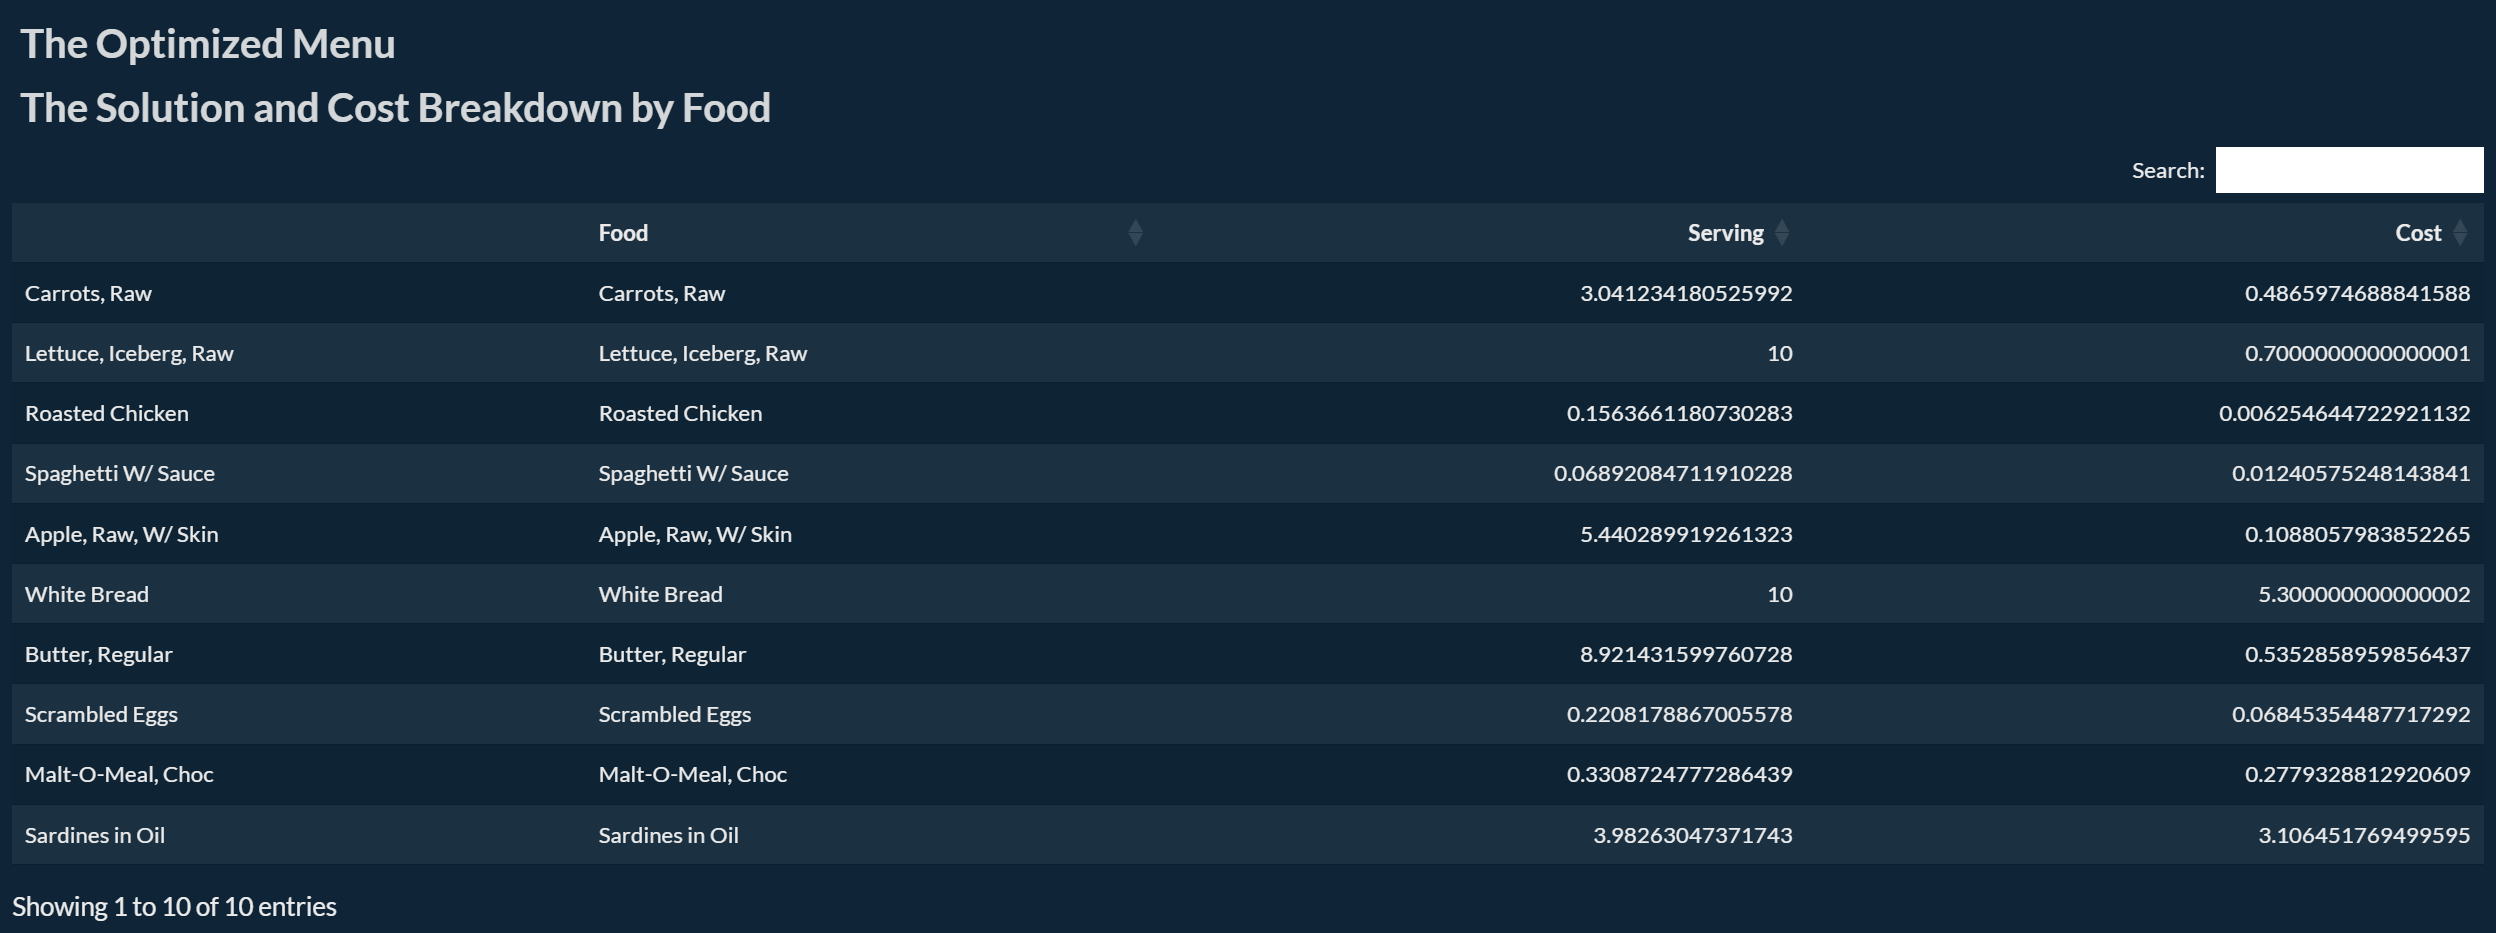 The Optimized Menu
The Solution and Cost Breakdown by Food
Search:
Food Serving Cost
Carrots, Raw Carrots, Raw 3.041234180525992 0.4865974688841588
Lettuce, Iceberg, Raw Lettuce, Iceberg, Raw 10 0.7000000000000001
Roasted Chicken Roasted Chicken 0.1563661180730283 0.006254644722921132
Spaghetti W/ Sauce Spaghetti W/ Sauce 0.06892084711910228 0.01240575248143841
Apple, Raw, W/ Skin Apple, Raw, W/ Skin 5.440289919261323 0.1088057983852265
White Bread White Bread 10 5.300000000000002
Butter, Regular Butter, Regular 8.921431599760728 0.5352858959856437
Scrambled Eggs Scrambled Eggs 0.2208178867005578 0.06845354487717292
Malt-O-Meal, Choc Malt-O-Meal, Choc 0.3308724777286439 0.2779328812920609
Sardines in Oil Sardines in Oil 3.98263047371743 3.106451769499595
Showing 1 to 10 of 10 entries